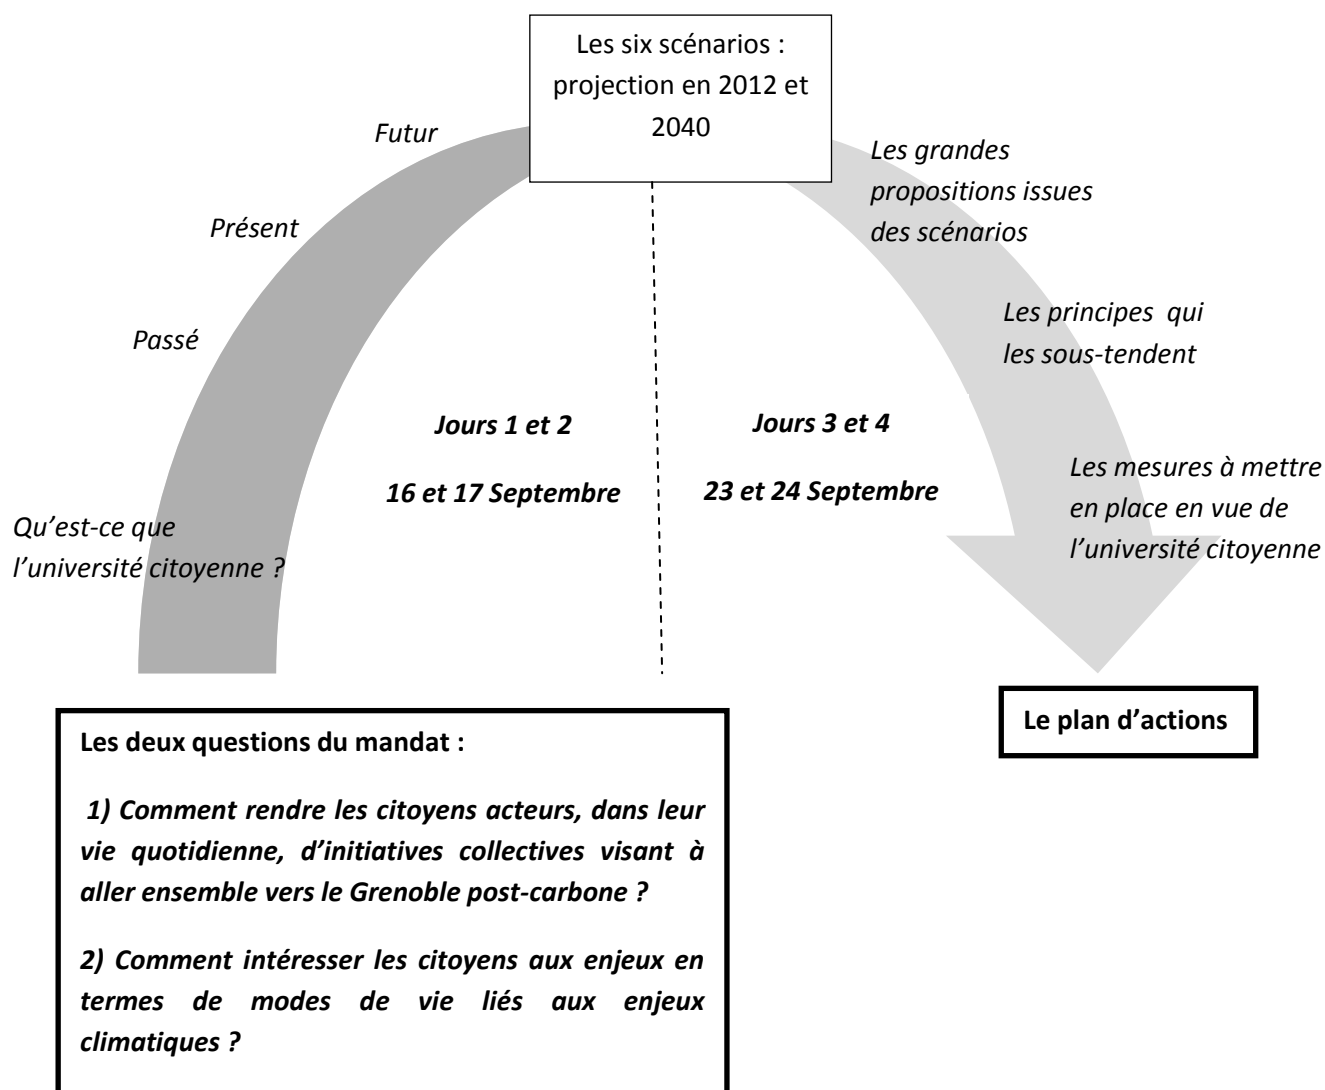 Les six scénarios :
projection en 2012 et
2040
Futur
Présent
Passé
Qu’est-ce que
l’université citoyenne ?
Jours 1 et 2
16 et 17 Septembre
Jours 3 et 4
23 et 24 Septembre
Les grandes
propositions issues
des scénarios
Les principes qui
les sous-tendent
Les mesures à mettre
en place en vue de
l’université citoyenne
Les deux questions du mandat :
1) Comment rendre les citoyens acteurs, dans leur
vie quotidienne, d’initiatives collectives visant à
aller ensemble vers le Grenoble post-carbone ?
2) Comment intéresser les citoyens aux enjeux en
termes de modes de vie liés aux enjeux
climatiques ?
Le plan d’actions